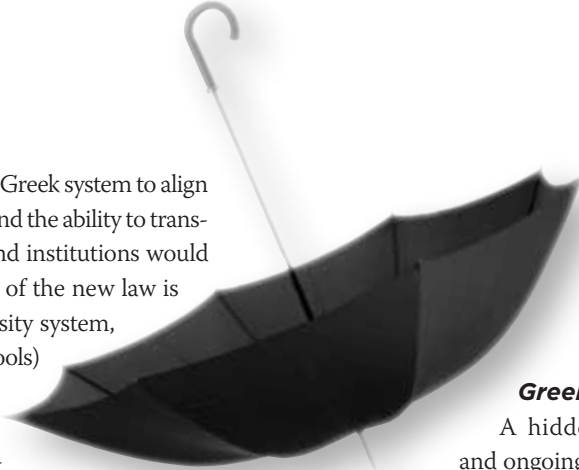 Greek system to align
nd the ability to trans-
nd institutions would
of the new law is
sity system,
ools)
Greel
A hidd
and ongoing